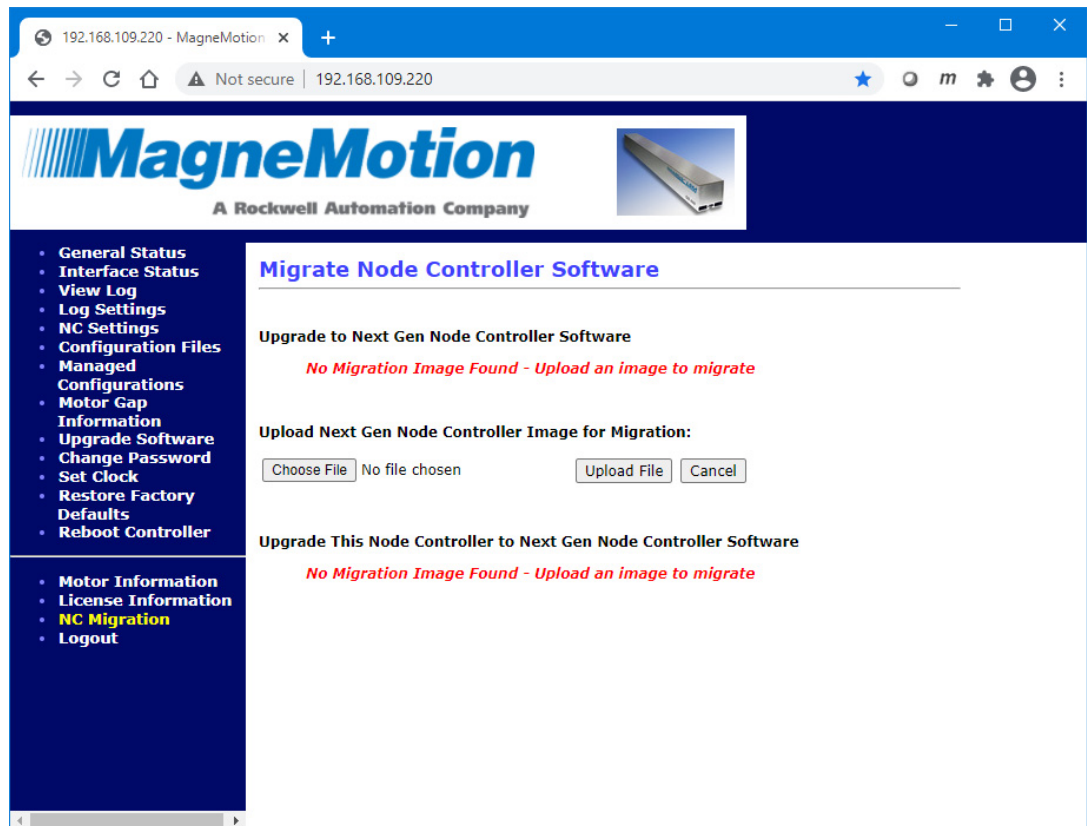 192.168.109.220 - MagneMotion
Not secure | 192.168.109.220
MagneMotion
A Rockwell Automation Company
General Status
Interface Status
View Log
Log Settings
NC Settings
Configuration Files
Managed
Configurations
Motor Gap
Information
Upgrade Software
Change Password
Set Clock
Restore Factory
Defaults
Reboot Controller
Motor Information
License Information
NC Migration
Logout
Migrate Node Controller Software
Upgrade to Next Gen Node Controller Software
No Migration Image Found - Upload an image to migrate
Upload Next Gen Node Controller Image for Migration:
Choose File No file chosen Upload File Cancel
Upgrade This Node Controller to Next Gen Node Controller Software
No Migration Image Found - Upload an image to migrate